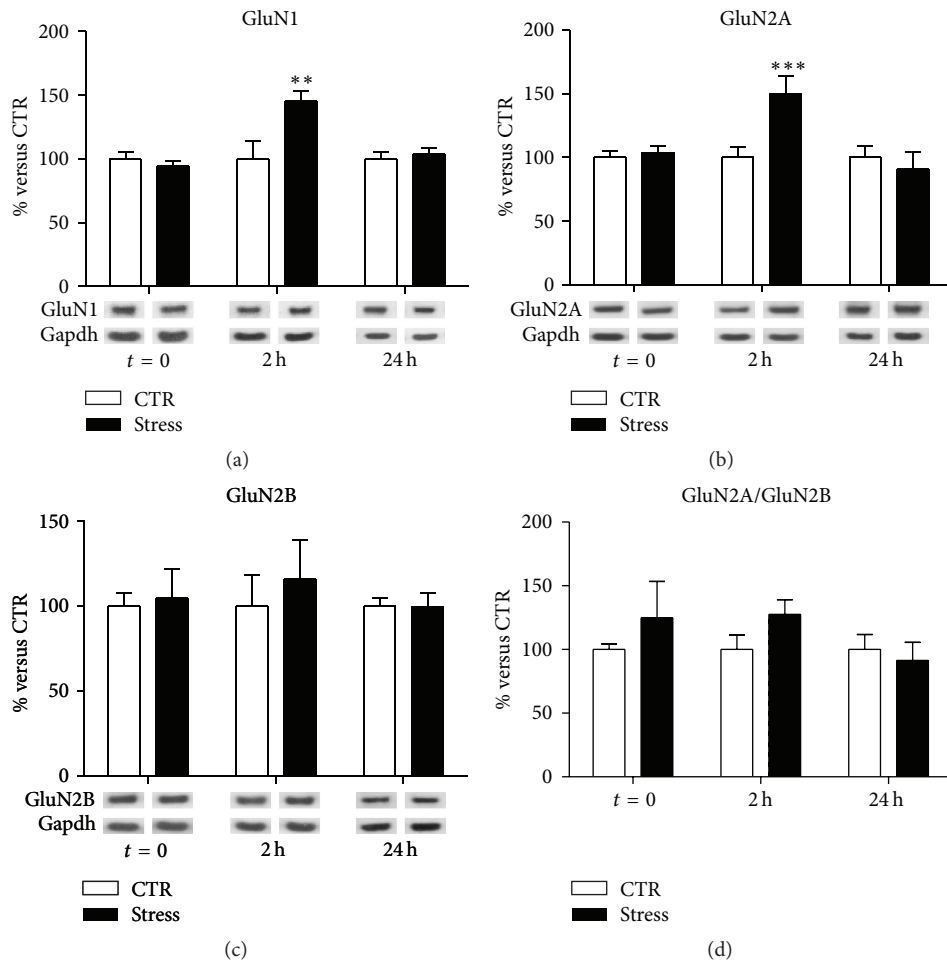 GluN1
200
150
100
50
0
% versus CTR
**
GluN1
Gapdh
t = 0
2 h
24 h
CTR
Stress
(a)
GluN2A
200
150
100
50
0
% versus CTR
***
GluN2A
Gapdh
t = 0
2 h
24 h
CTR
Stress
(b)
GluN2B
150
100
50
0
% versus CTR
GluN2B
Gapdh
t = 0
2 h
24 h
CTR
Stress
(c)
GluN2A/GluN2B
200
150
100
50
0
% versus CTR
t = 0
2 h
24 h
CTR
Stress
(d)